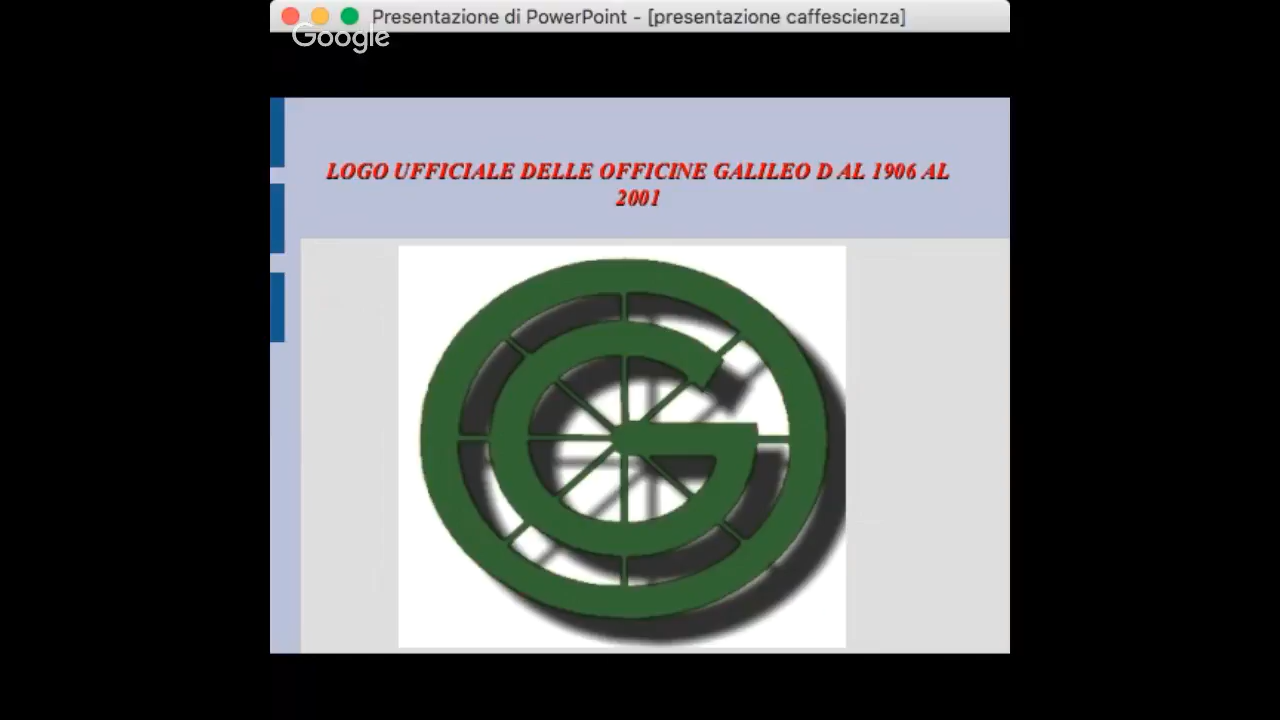 Presentazione di PowerPoint - [presentazione caffescienza]
Google
LOGO UFFICIALE DELLE OFFICINE GALILEO D AL 1906 AL
2001
G